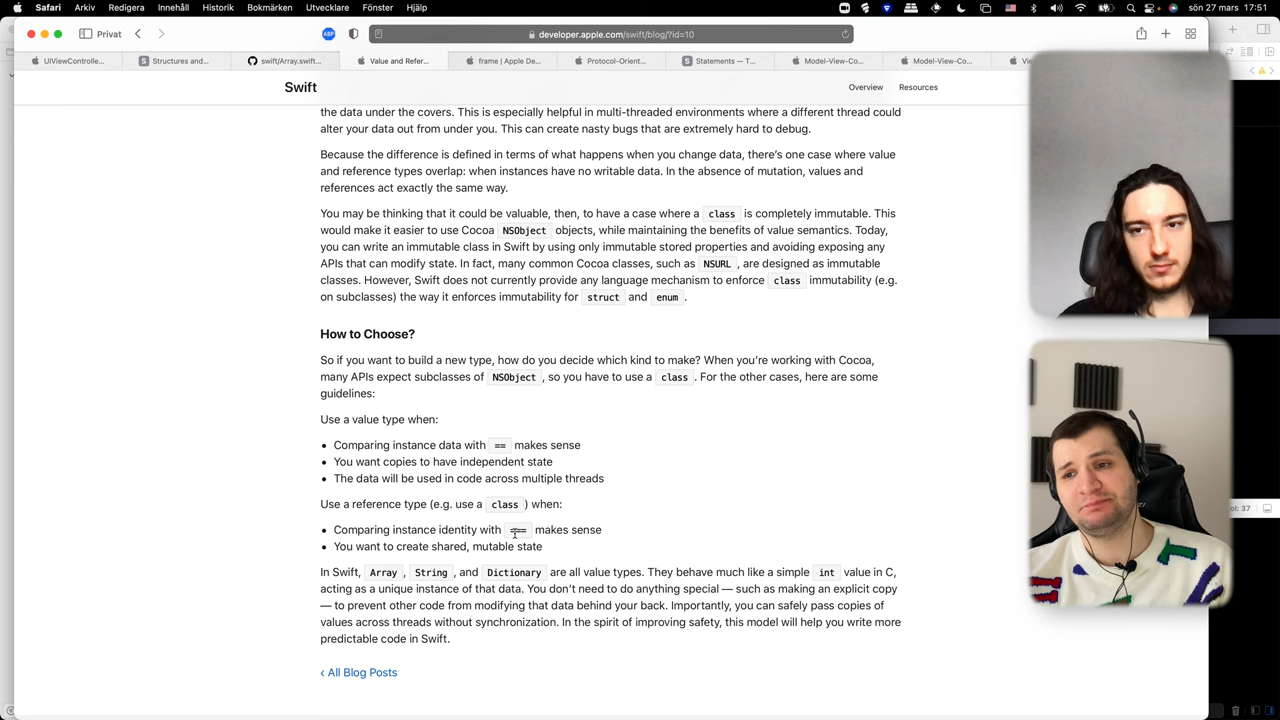 Safari Arkiv Redigera Innehåll Historik Bokmärken Utvecklare Fönster Hjälp sön 27 mars 17:51
Privat ABP developer.apple.com/swift/blog/?id=10
UIViewControlle... Structures and... swift/Array.swift... Value and Refer... frame | Apple De... Protocol-Orient... Statements — T... Model-View-Co... Model-View-Co...
Swift Overview Resources
the data under the covers. This is especially helpful in multi-threaded environments where a different thread could
alter your data out from under you. This can create nasty bugs that are extremely hard to debug.
Because the difference is defined in terms of what happens when you change data, there's one case where value
and reference types overlap: when instances have no writable data. In the absence of mutation, values and
references act exactly the same way.
You may be thinking that it could be valuable, then, to have a case where a class is completely immutable. This
would make it easier to use Cocoa NSObject objects, while maintaining the benefits of value semantics. Today,
you can write an immutable class in Swift by using only immutable stored properties and avoiding exposing any
APIs that can modify state. In fact, many common Cocoa classes, such as NSURL, are designed as immutable
classes. However, Swift does not currently provide any language mechanism to enforce class immutability (e.g.
on subclasses) the way it enforces immutability for struct and enum.
How to Choose?
So if you want to build a new type, how do you decide which kind to make? When you're working with Cocoa,
many APIs expect subclasses of NSObject, so you have to use a class. For the other cases, here are some
guidelines:
Use a value type when:
• Comparing instance data with == makes sense
• You want copies to have independent state
• The data will be used in code across multiple threads
Use a reference type (e.g. use a class) when:
• Comparing instance identity with === makes sense
• You want to create shared, mutable state
In Swift, Array, String, and Dictionary are all value types. They behave much like a simple int value in C,
acting as a unique instance of that data. You don't need to do anything special — such as making an explicit copy
— to prevent other code from modifying that data behind your back. Importantly, you can safely pass copies of
values across threads without synchronization. In the spirit of improving safety, this model will help you write more
predictable code in Swift.
‹ All Blog Posts